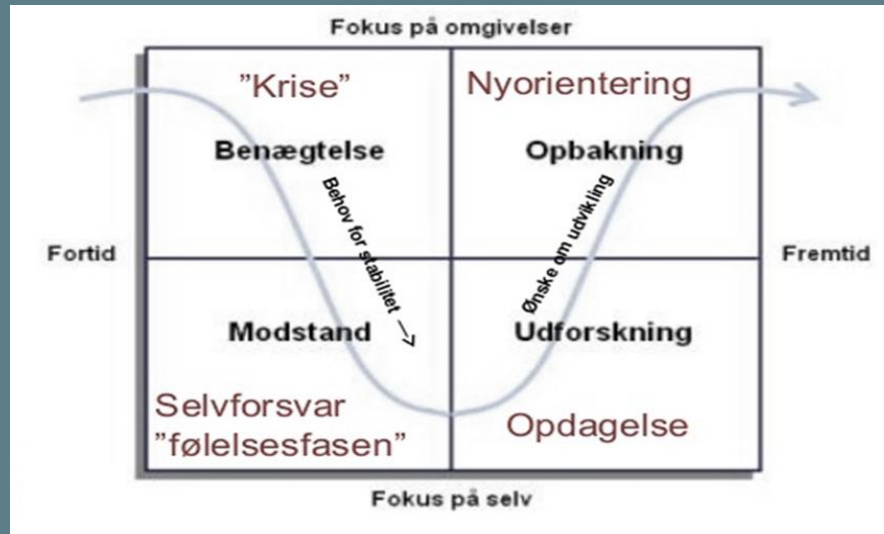 Fokus på omgivelser
”Krise”
Nyorientering
Benægtelse
Opbakning
Behov for stabilitet →
Ønske om udvikling
Fortid
Fremtid
Modstand
Udforskning
Selvforsvar
”følelsesfasen”
Opdagelse
Fokus på selv